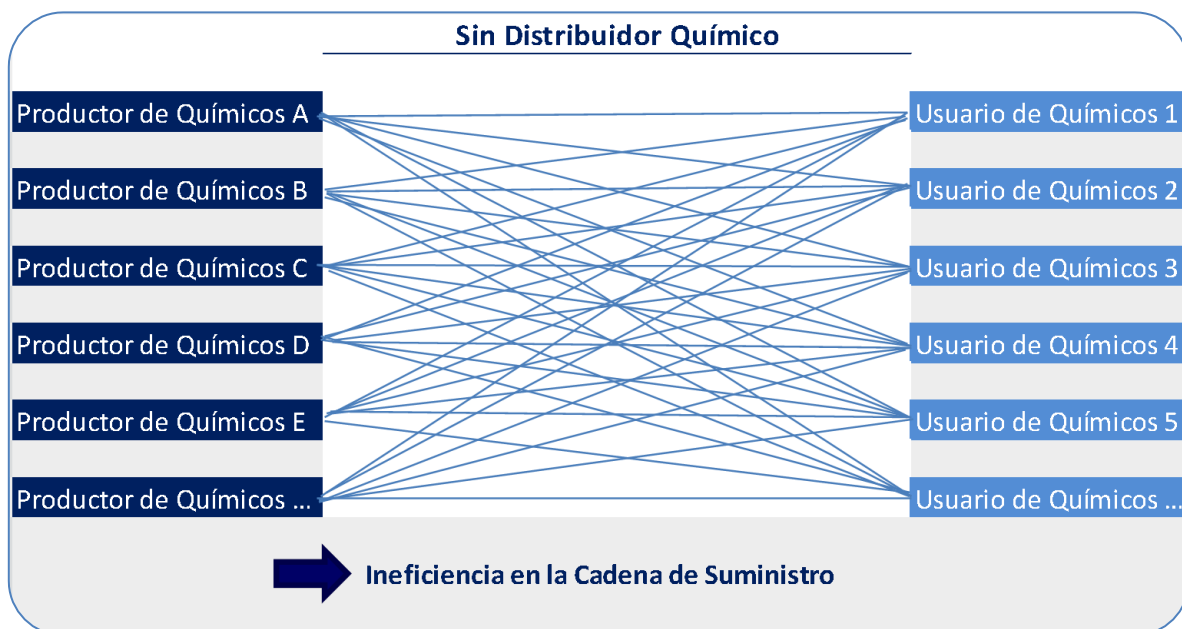 Sin Distribuidor Químico
Productor de Químicos A
Usuario de Químicos 1
Productor de Químicos B
Usuario de Químicos 2
Productor de Químicos C
Usuario de Químicos 3
Productor de Químicos D
Usuario de Químicos 4
Productor de Químicos E
Usuario de Químicos 5
Productor de Químicos ...
Usuario de Químicos ...
Ineficiencia en la Cadena de Suministro